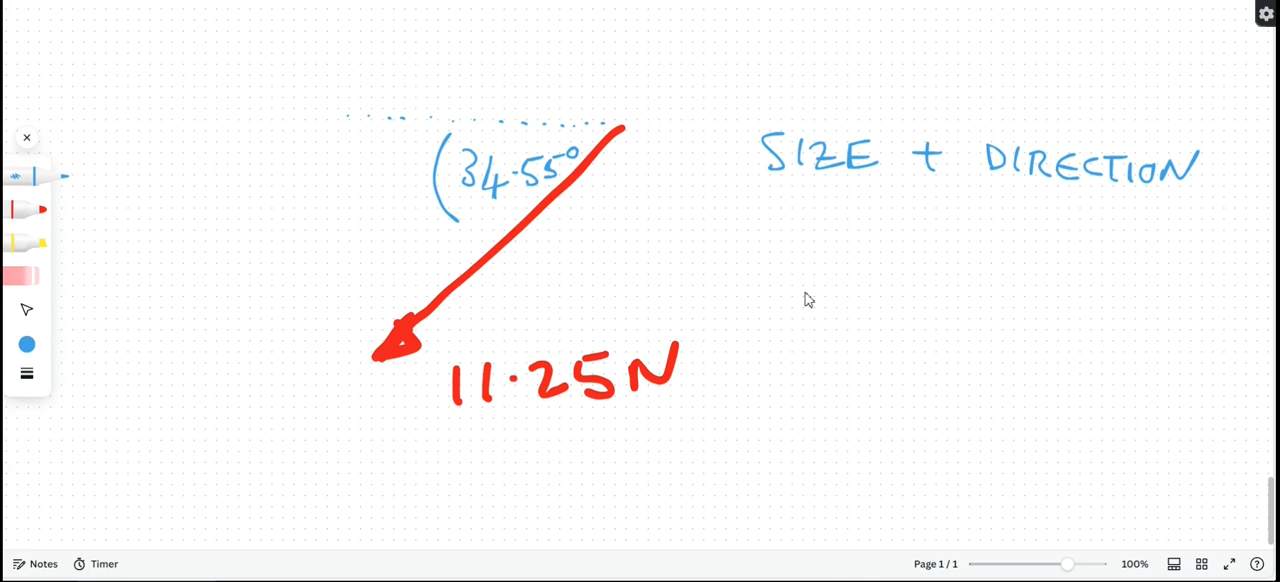 34.55°
SIZE + DIRECTION
11.25N
Notes
Timer
Page 1 / 1
100%